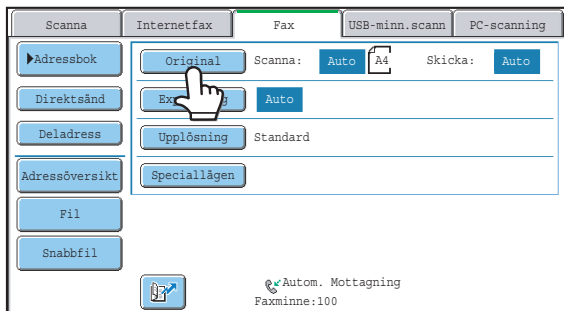 Scanna Internetfax Fax USB-minn.scann PC-scanning
Adressbok Original Scanna: Auto A4 Skicka: Auto
Direktsänd Auto
Deladress Upplösning Standard
Adressöversikt Speciallägen
Fil
Snabbfil
Autom. Mottagning
Faxminne:100